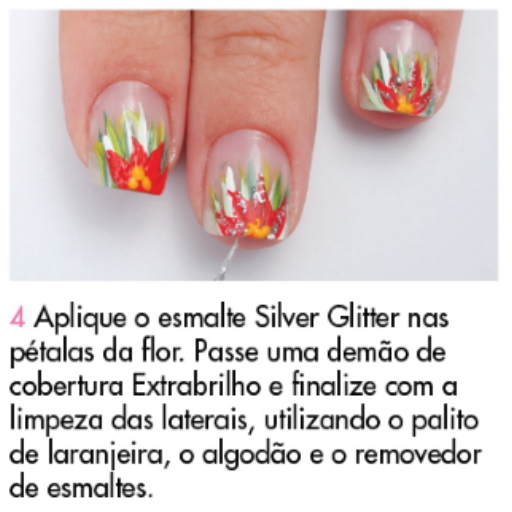 4 Aplique o esmalte Silver Glitter nas
pétalas da flor. Passe uma demão de
cobertura Extrabrilho e finalize com a
limpeza das laterais, utilizando o palito
de laranjeira, o algodão e o removedor
de esmaltes.